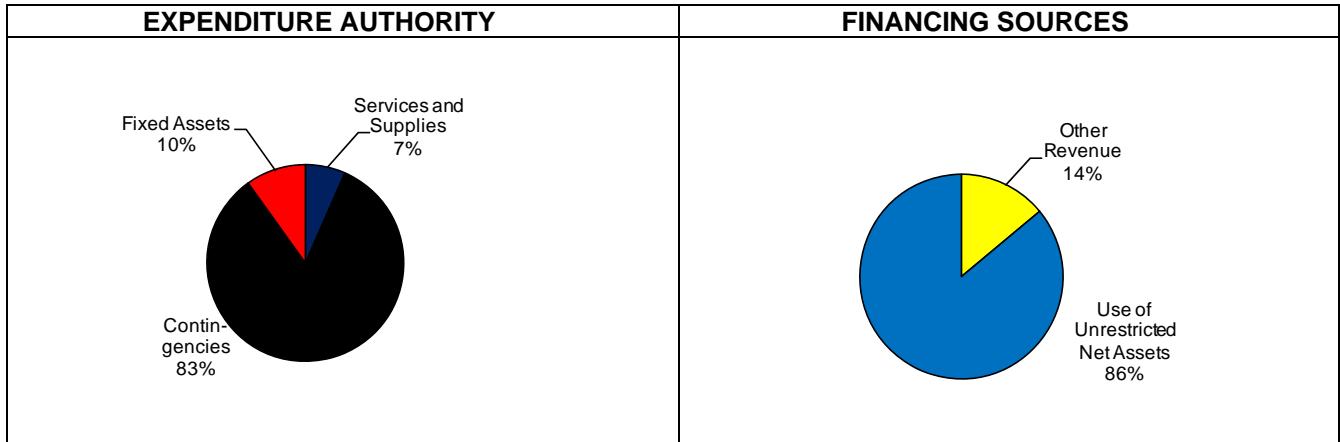 EXPENDITURE AUTHORITY
FINANCING SOURCES
Fixed Assets
10%
Services and
Supplies
7%
Contin-
gencies
83%
Other
Revenue
14%
Use of
Unrestricted
Net Assets
86%